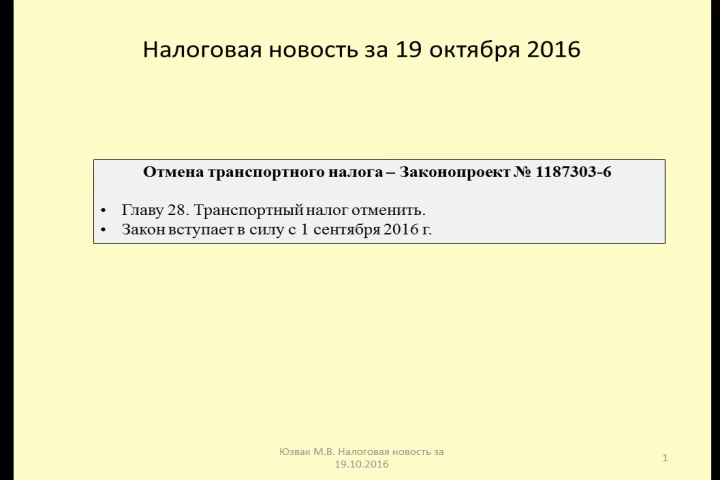 Налоговая новость за 19 октября 2016
Отмена транспортного налога – Законопроект № 1187303-6
• Главу 28. Транспортный налог отменить.
• Закон вступает в силу с 1 сентября 2016 г.
Юзвак М.В. Налоговая новость за
19.10.2016
1